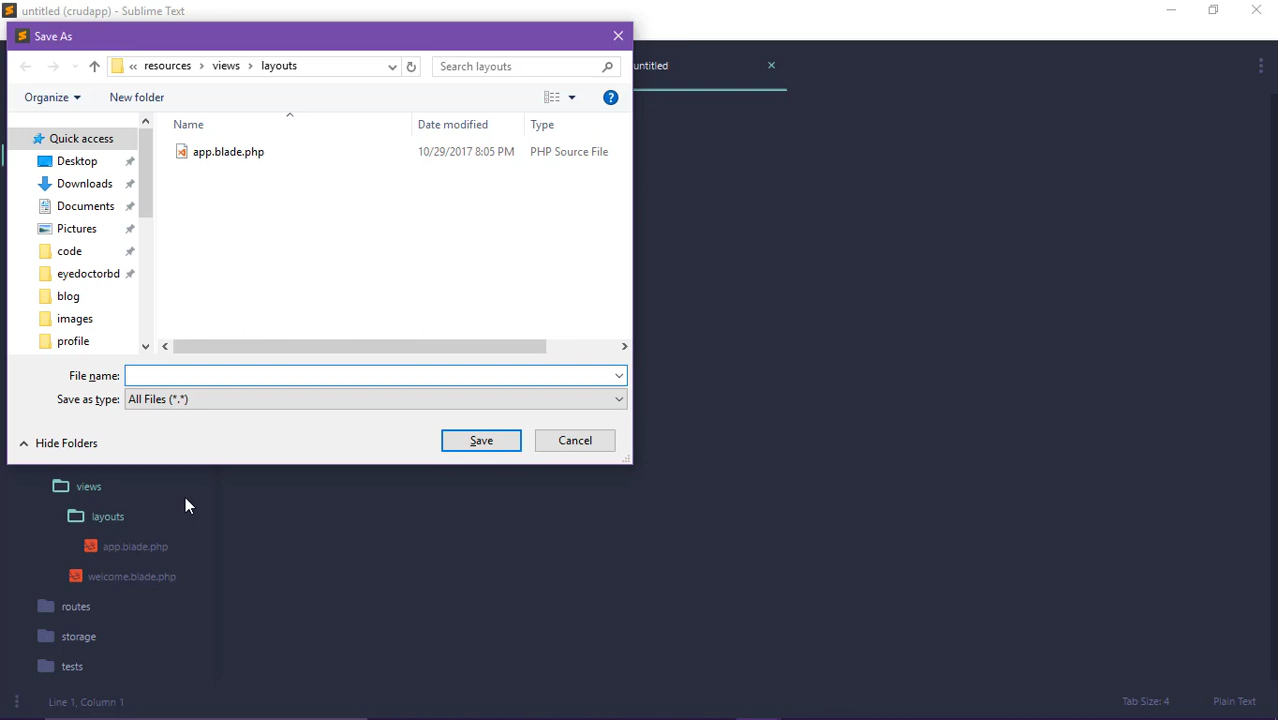 untitled (crudapp) - Sublime Text
Save As
« resources › views › layouts
Search layouts
untitled
Organize
New folder
Name
Date modified
Type
Quick access
app.blade.php
10/29/2017 8:05 PM
PHP Source File
Desktop
Downloads
Documents
Pictures
code
eyedoctorbd
blog
images
profile
File name:
Save as type:
All Files (*.*)
Hide Folders
Save
Cancel
views
layouts
app.blade.php
welcome.blade.php
routes
storage
tests
Line 1, Column 1
Tab Size: 4
Plain Text